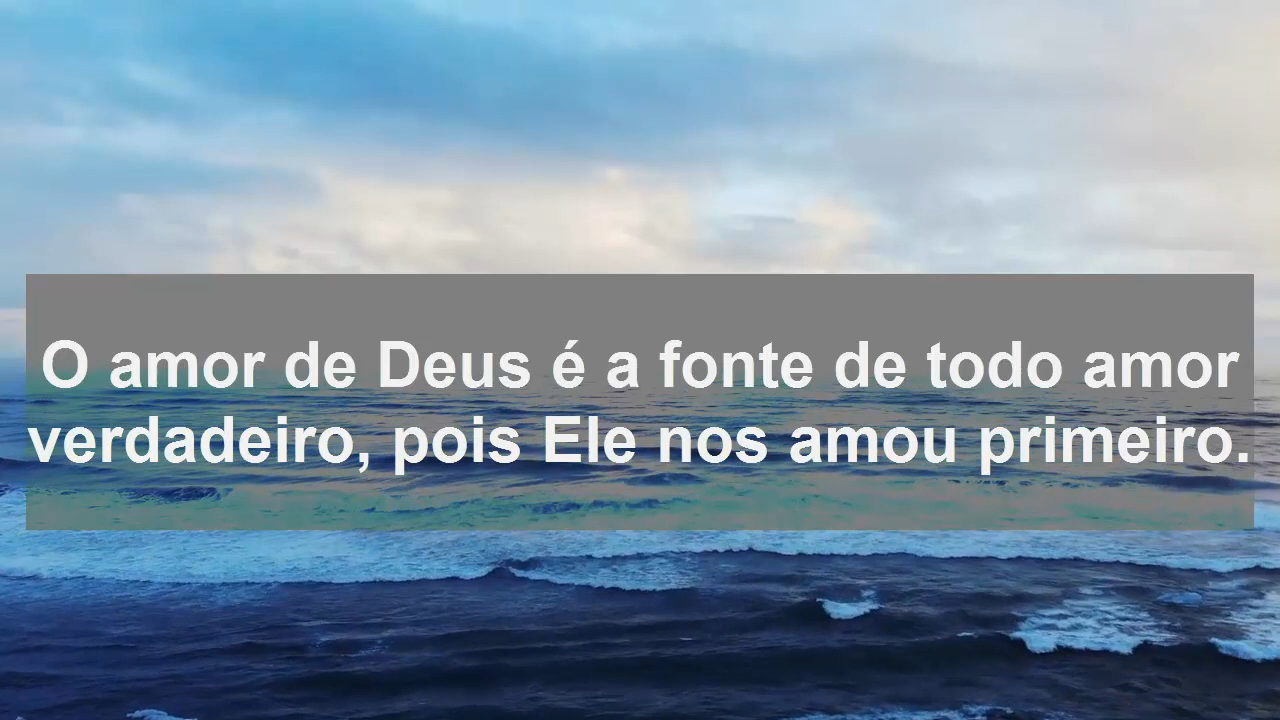 O amor de Deus é a fonte de todo amor
verdadeiro, pois Ele nos amou primeiro.